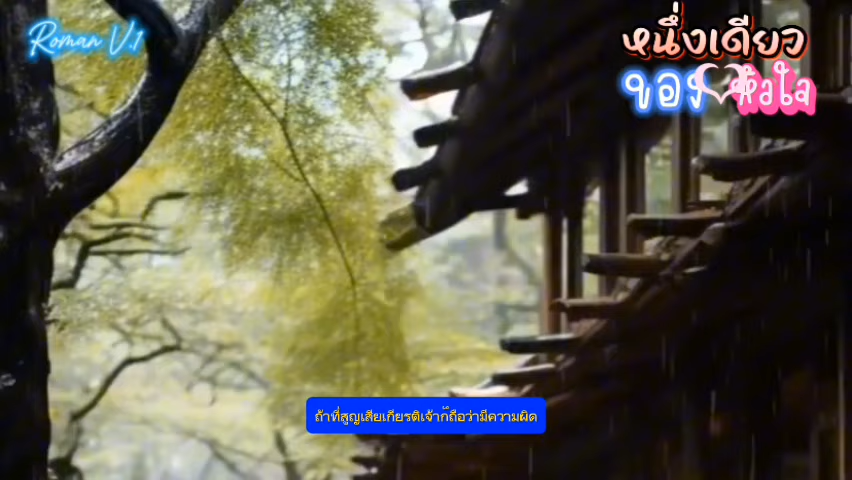 Roman V.1
หนึ่งเดียว
ของหัวใจ
ถ้าที่สูญเสียเกียรติเจ้าก็ถือว่ามีความผิด